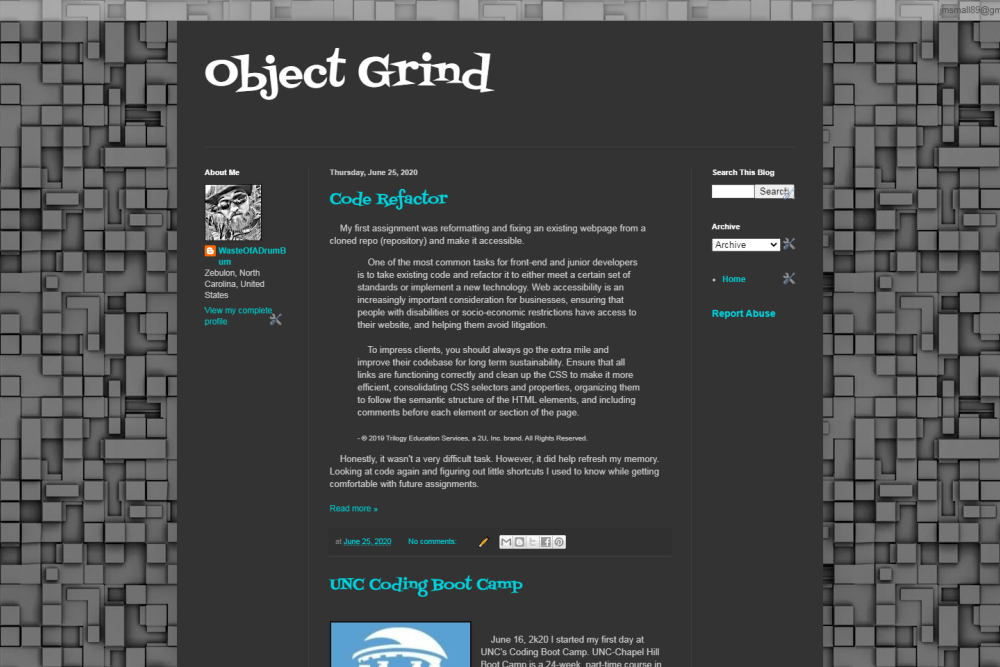 jmsmall89@gm
Object Grind
About Me
WasteOfADrumB
um
Zebulon, North
Carolina, United
States
View my complete
profile
Thursday, June 25, 2020
Code Refactor
My first assignment was reformatting and fixing an existing webpage from a
cloned repo (repository) and make it accessible.
One of the most common tasks for front-end and junior developers
is to take existing code and refactor it to either meet a certain set of
standards or implement a new technology. Web accessibility is an
increasingly important consideration for businesses, ensuring that
people with disabilities or socio-economic restrictions have access to
their website, and helping them avoid litigation.
To impress clients, you should always go the extra mile and
improve their codebase for long term sustainability. Ensure that all
links are functioning correctly and clean up the CSS to make it more
efficient, consolidating CSS selectors and properties, organizing them
to follow the semantic structure of the HTML elements, and including
comments before each element or section of the page.
- © 2019 Trilogy Education Services, a 2U, Inc. brand. All Rights Reserved.
Honestly, it wasn't a very difficult task. However, it did help refresh my memory.
Looking at code again and figuring out little shortcuts I used to know while getting
comfortable with future assignments.
Read more »
at June 25, 2020 No comments:
UNC Coding Boot Camp
June 16, 2k20 I started my first day at
UNC's Coding Boot Camp. UNC-Chapel Hill
Boot Camp is a 24-week, part-time course in
Search This Blog
Search
Archive
Archive
Home
Report Abuse